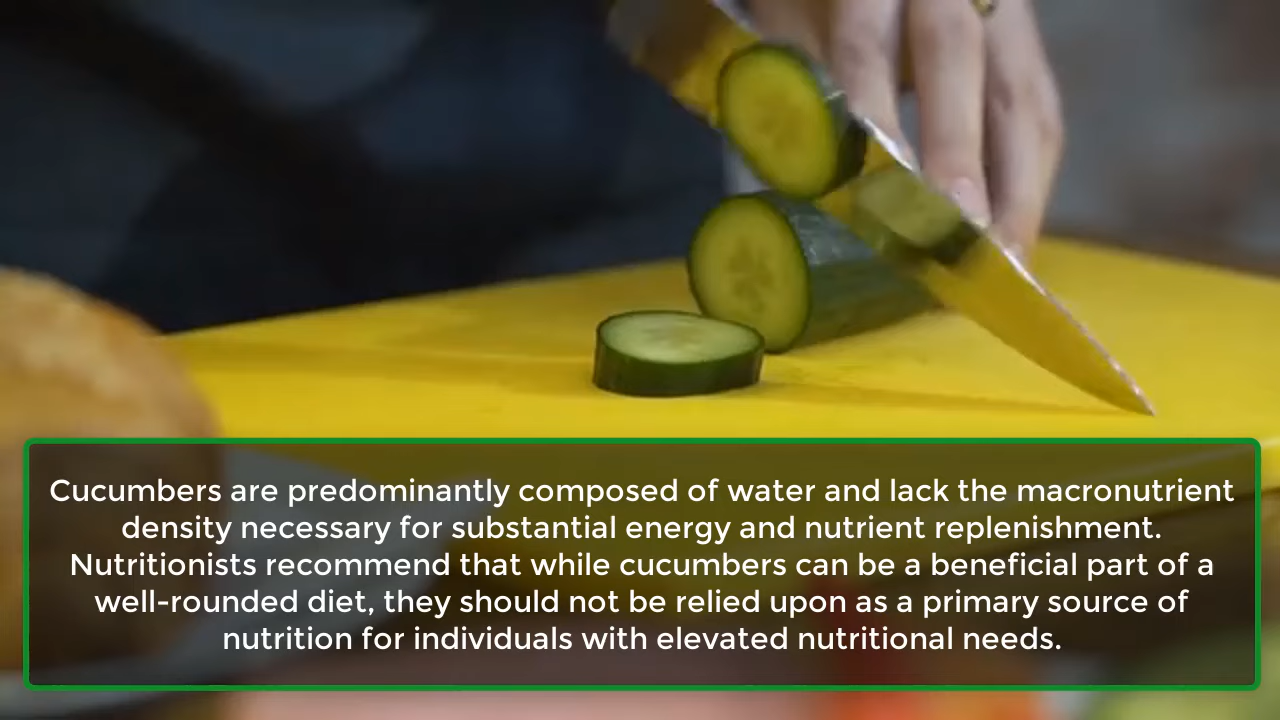 Cucumbers are predominantly composed of water and lack the macronutrient
density necessary for substantial energy and nutrient replenishment.
Nutritionists recommend that while cucumbers can be a beneficial part of a
well-rounded diet, they should not be relied upon as a primary source of
nutrition for individuals with elevated nutritional needs.